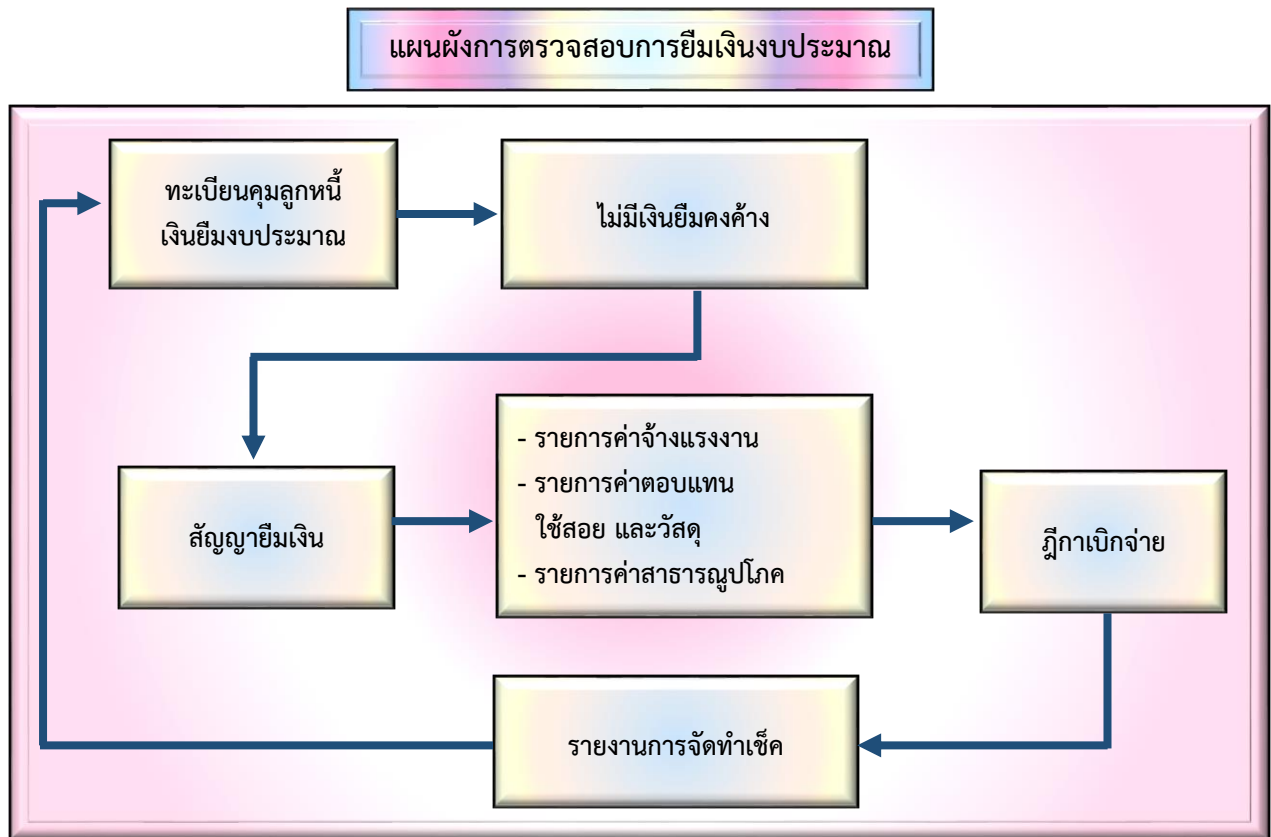 แผนผังการตรวจสอบการยืมเงินงบประมาณ
ทะเบียนคุมลูกหนี้
เงินยืมงบประมาณ
ไม่มีเงินยืมคงค้าง
สัญญายืมเงิน
- รายการค่าจ้างแรงงาน
- รายการค่าตอบแทน
ใช้สอย และวัสดุ
- รายการค่าสาธารณูปโภค
ฎีกาเบิกจ่าย
รายงานการจัดทำเช็ค